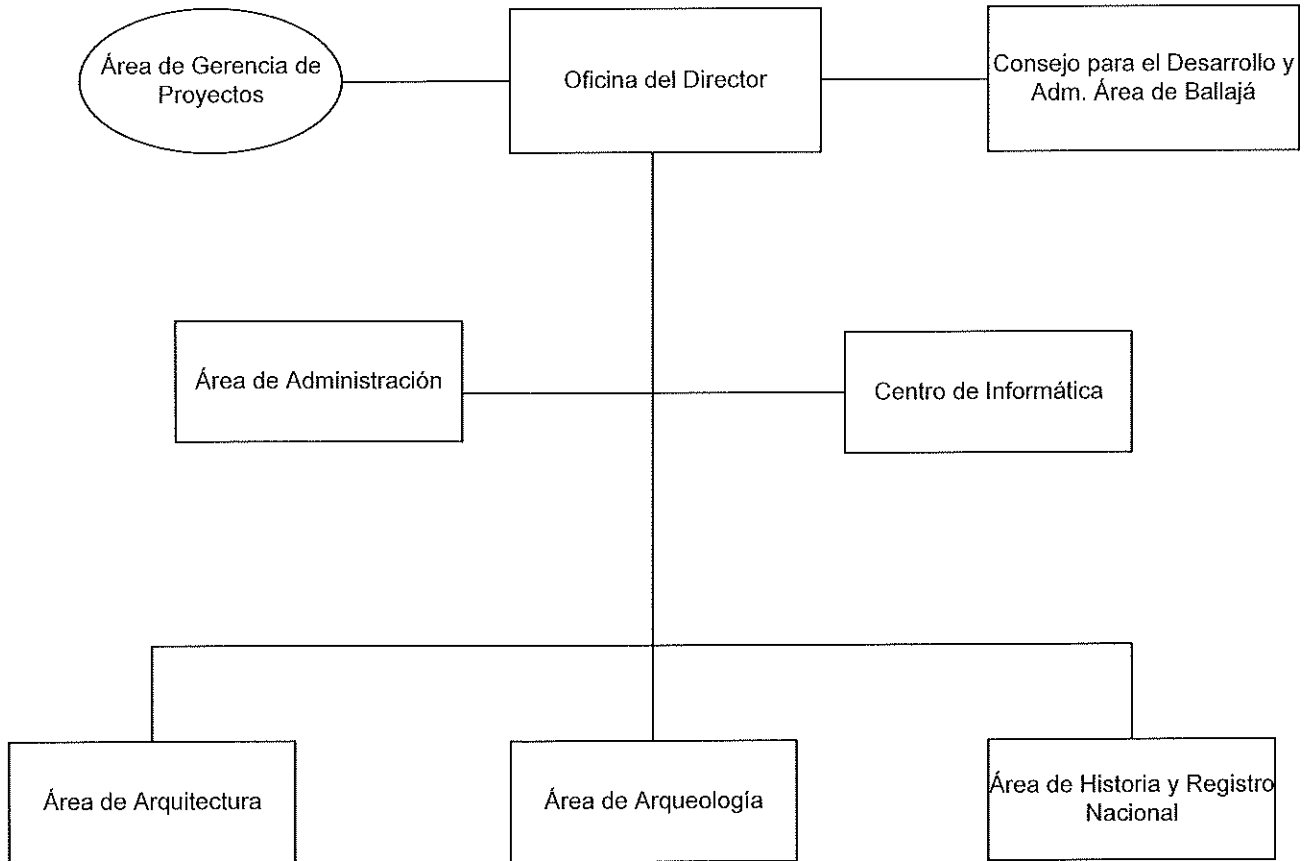 Área de Gerencia de
Proyectos
Oficina del Director
Consejo para el Desarrollo y
Adm. Área de Ballajá
Área de Administración
Centro de Informática
Área de Arquitectura
Área de Arqueología
Área de Historia y Registro
Nacional